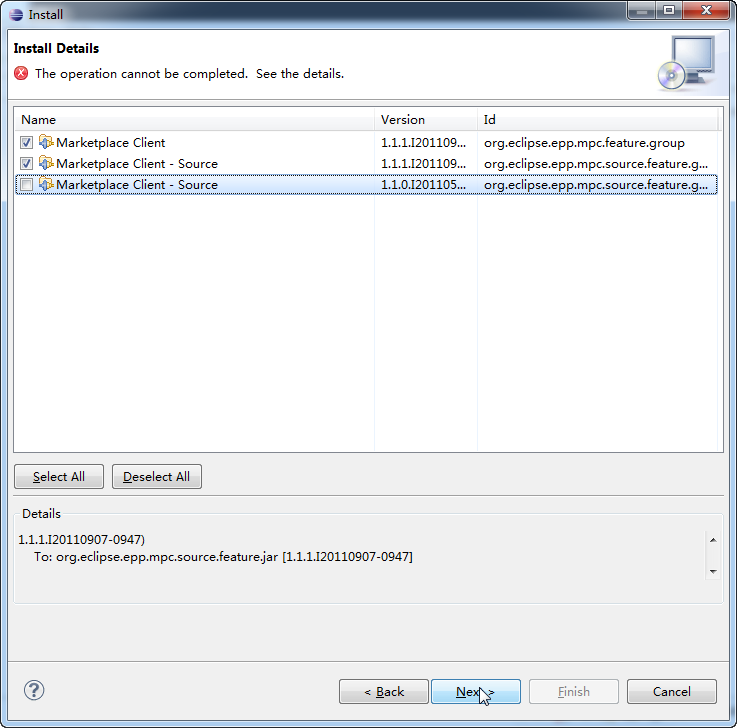 Install
Install Details
The operation cannot be completed. See the details.
Name Version Id
Marketplace Client 1.1.1.I201109... org.eclipse.epp.mpc.feature.group
Marketplace Client - Source 1.1.1.I201109... org.eclipse.epp.mpc.source.feature.g...
Marketplace Client - Source 1.1.0.I201105... org.eclipse.epp.mpc.source.feature.g...
Select All Deselect All
Details
1.1.1.I20110907-0947)
To: org.eclipse.epp.mpc.source.feature.jar [1.1.1.I20110907-0947]
< Back Next > Finish Cancel